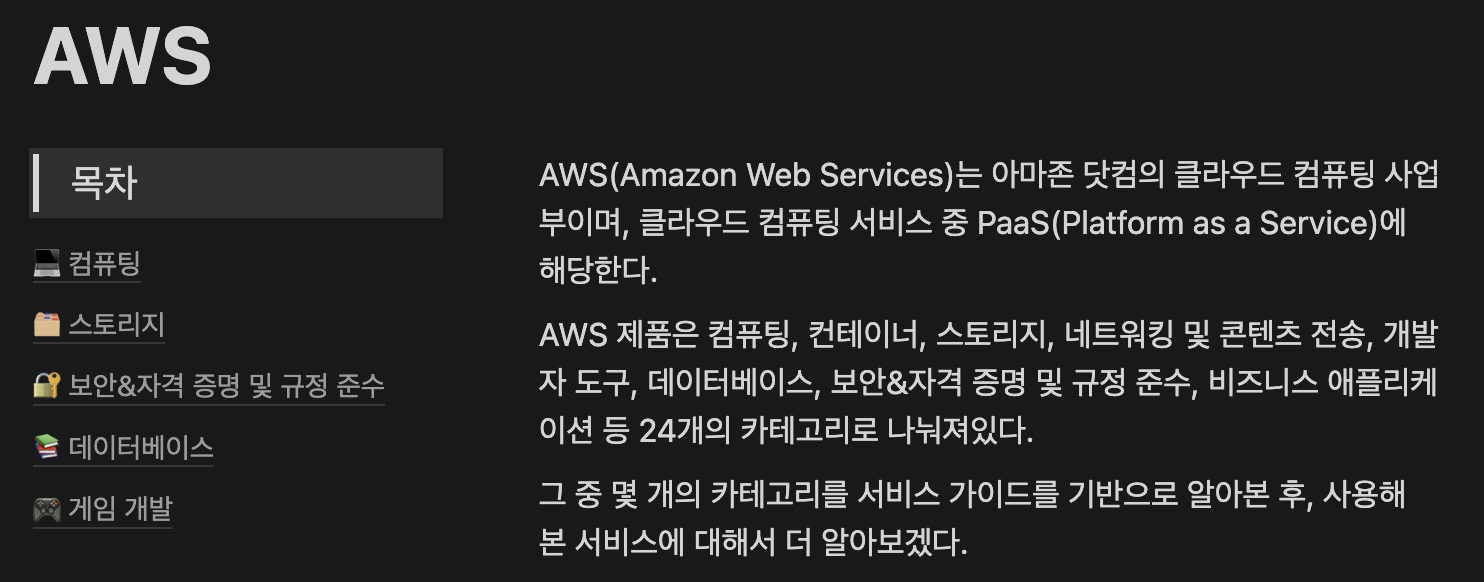 AWS
목차
💻 컴퓨팅
🗂️ 스토리지
🔐 보안&자격 증명 및 규정 준수
📚 데이터베이스
🎮 게임 개발
AWS(Amazon Web Services)는 아마존 닷컴의 클라우드 컴퓨팅 사업
부이며, 클라우드 컴퓨팅 서비스 중 PaaS(Platform as a Service)에
해당한다.
AWS 제품은 컴퓨팅, 컨테이너, 스토리지, 네트워킹 및 콘텐츠 전송, 개발
자 도구, 데이터베이스, 보안&자격 증명 및 규정 준수, 비즈니스 애플리케
이션 등 24개의 카테고리로 나눠져있다.
그 중 몇 개의 카테고리를 서비스 가이드를 기반으로 알아본 후, 사용해
본 서비스에 대해서 더 알아보겠다.